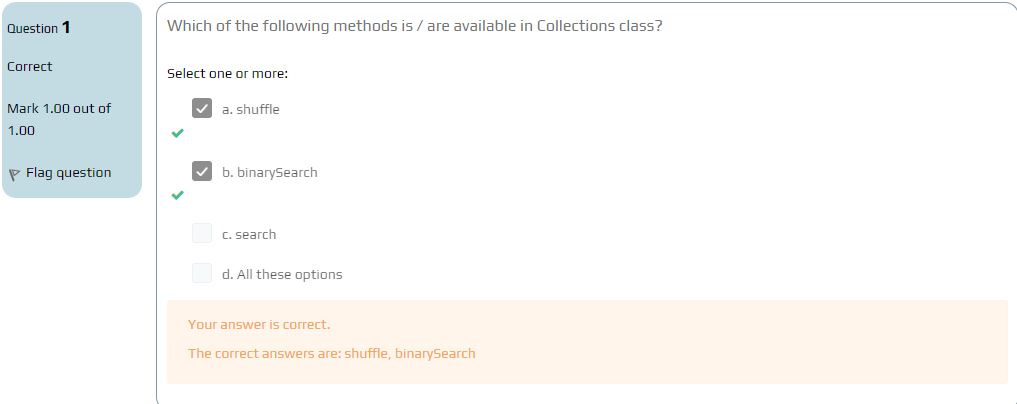 Question 1
Correct
Mark 1.00 out of
1.00
Flag question
Which of the following methods is / are available in Collections class?
Select one or more:
a. shuffle
b. binarySearch
c. search
d. All these options
Your answer is correct.
The correct answers are: shuffle, binarySearch